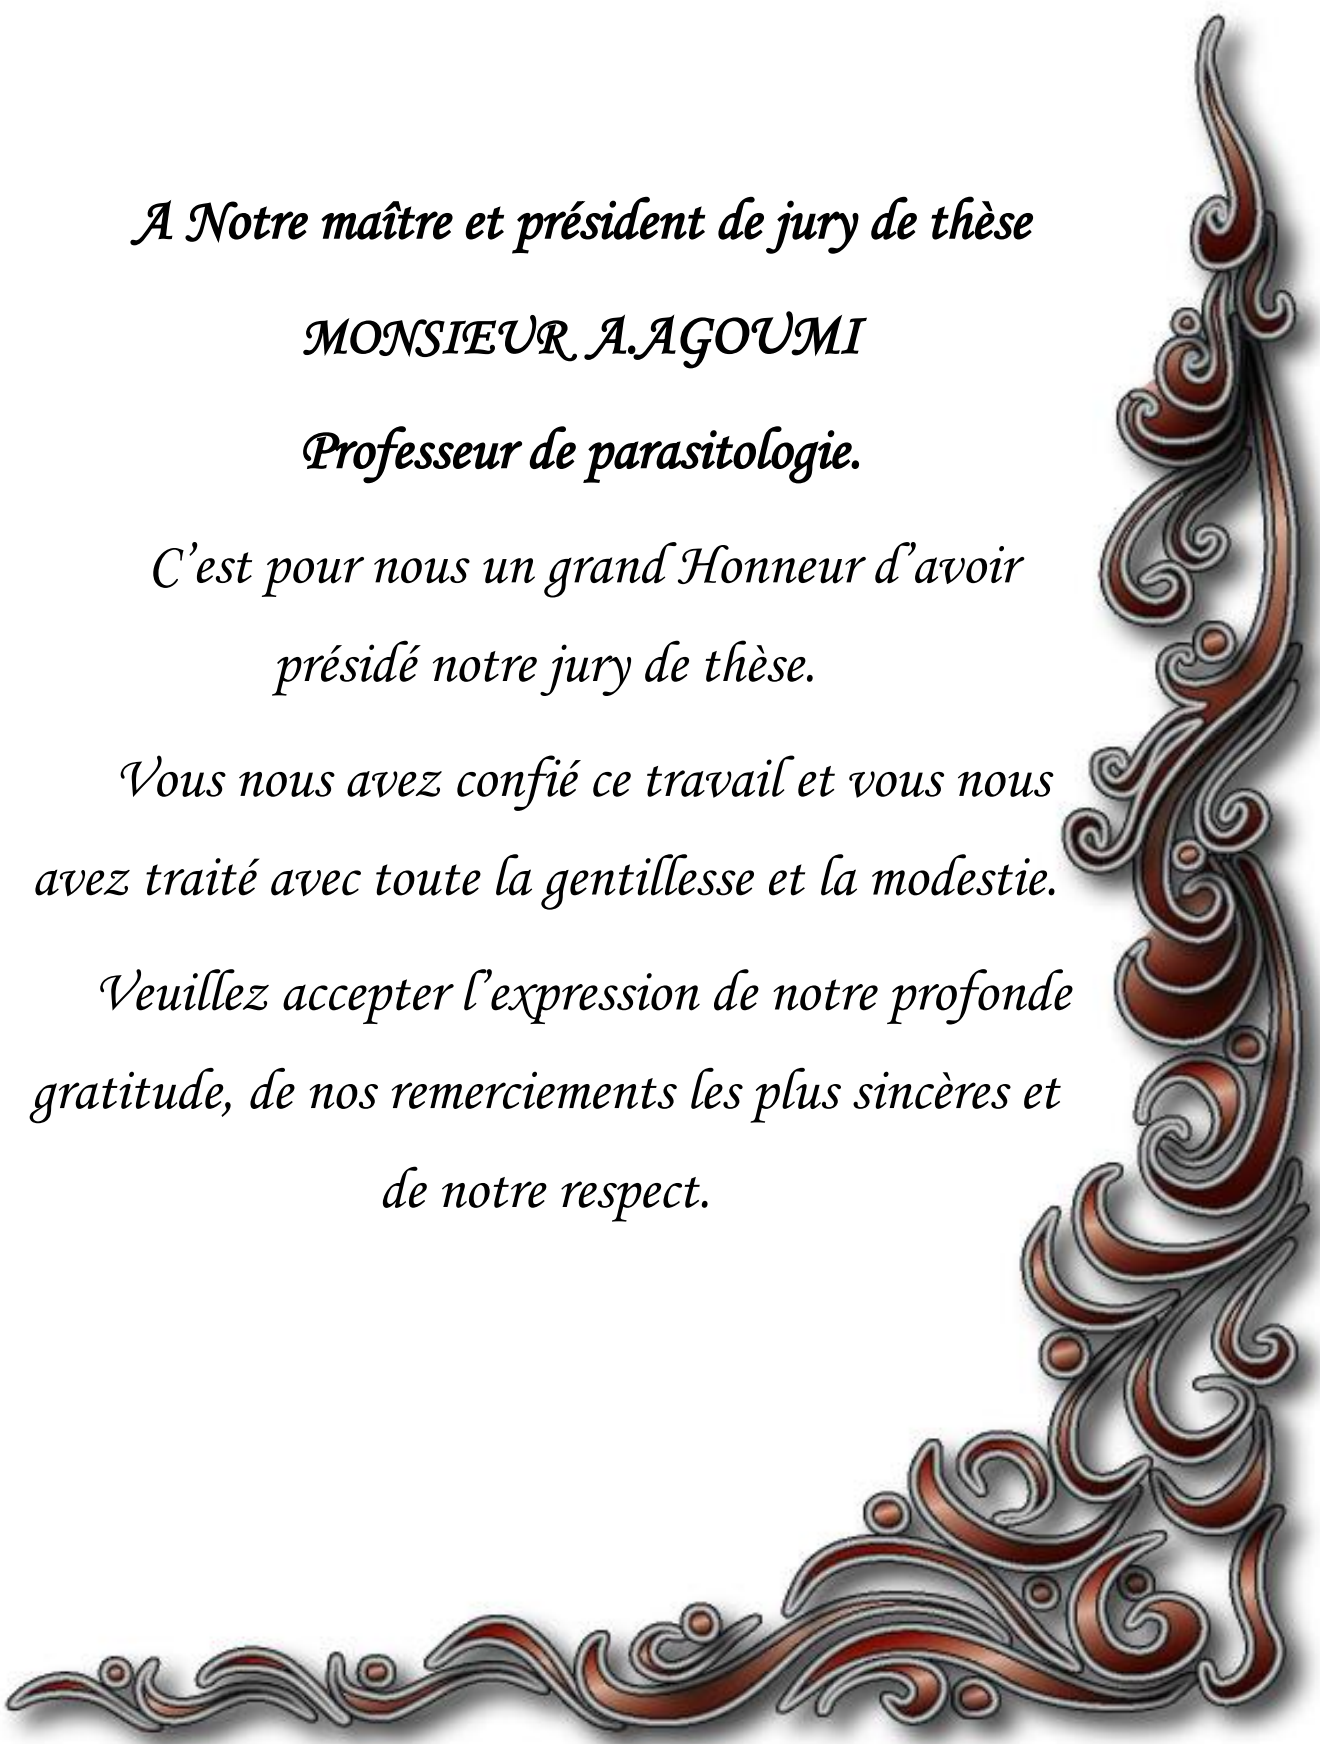 A Notre maître et président de jury de thèse
MONSIEUR A.AGOUMI
Professeur de parasitologie.
C’est pour nous un grand Honneur d’avoir
présidé notre jury de thèse.
Vous nous avez confié ce travail et vous nous
avez traité avec toute la gentillesse et la modestie.
Veuillez accepter l’expression de notre profonde
gratitude, de nos remerciements les plus sincères et
de notre respect.